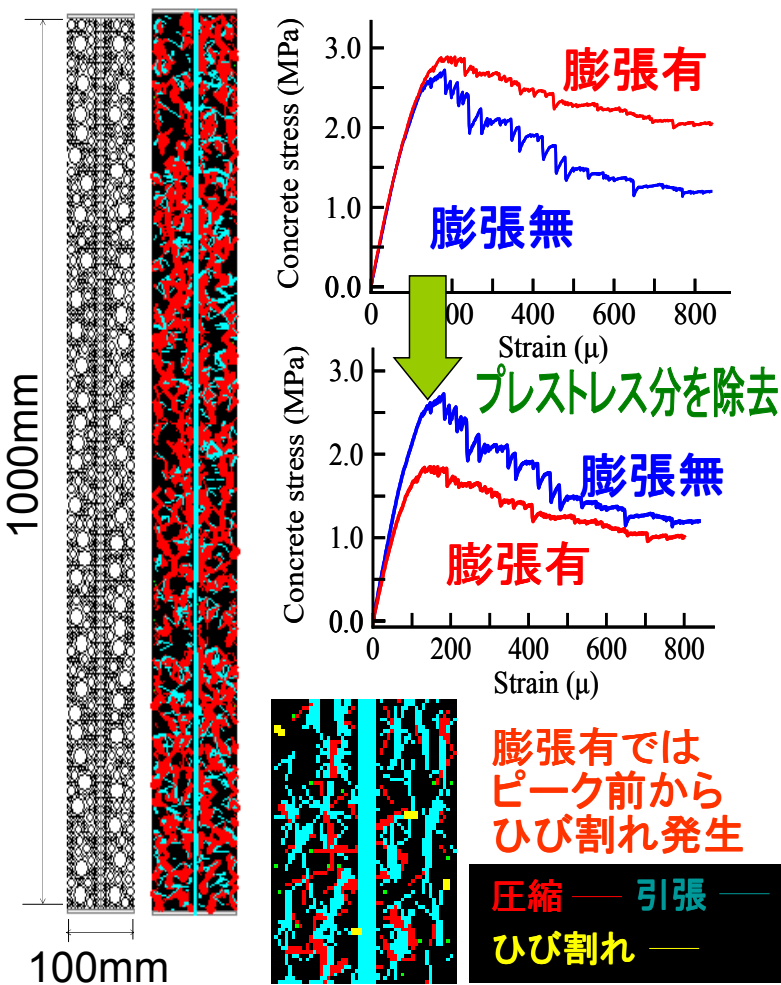 1000mm
100mm
Concrete stress (MPa)
3.0
2.0
1.0
0.0
膨張有
膨張無
0 200 400 600 800
Strain (μ)
プレストレス分を除去
Concrete stress (MPa)
3.0
2.0
1.0
0.0
膨張無
膨張有
0 200 400 600 800
Strain (μ)
膨張有では
ピーク前から
ひび割れ発生
圧縮 引張
ひび割れ